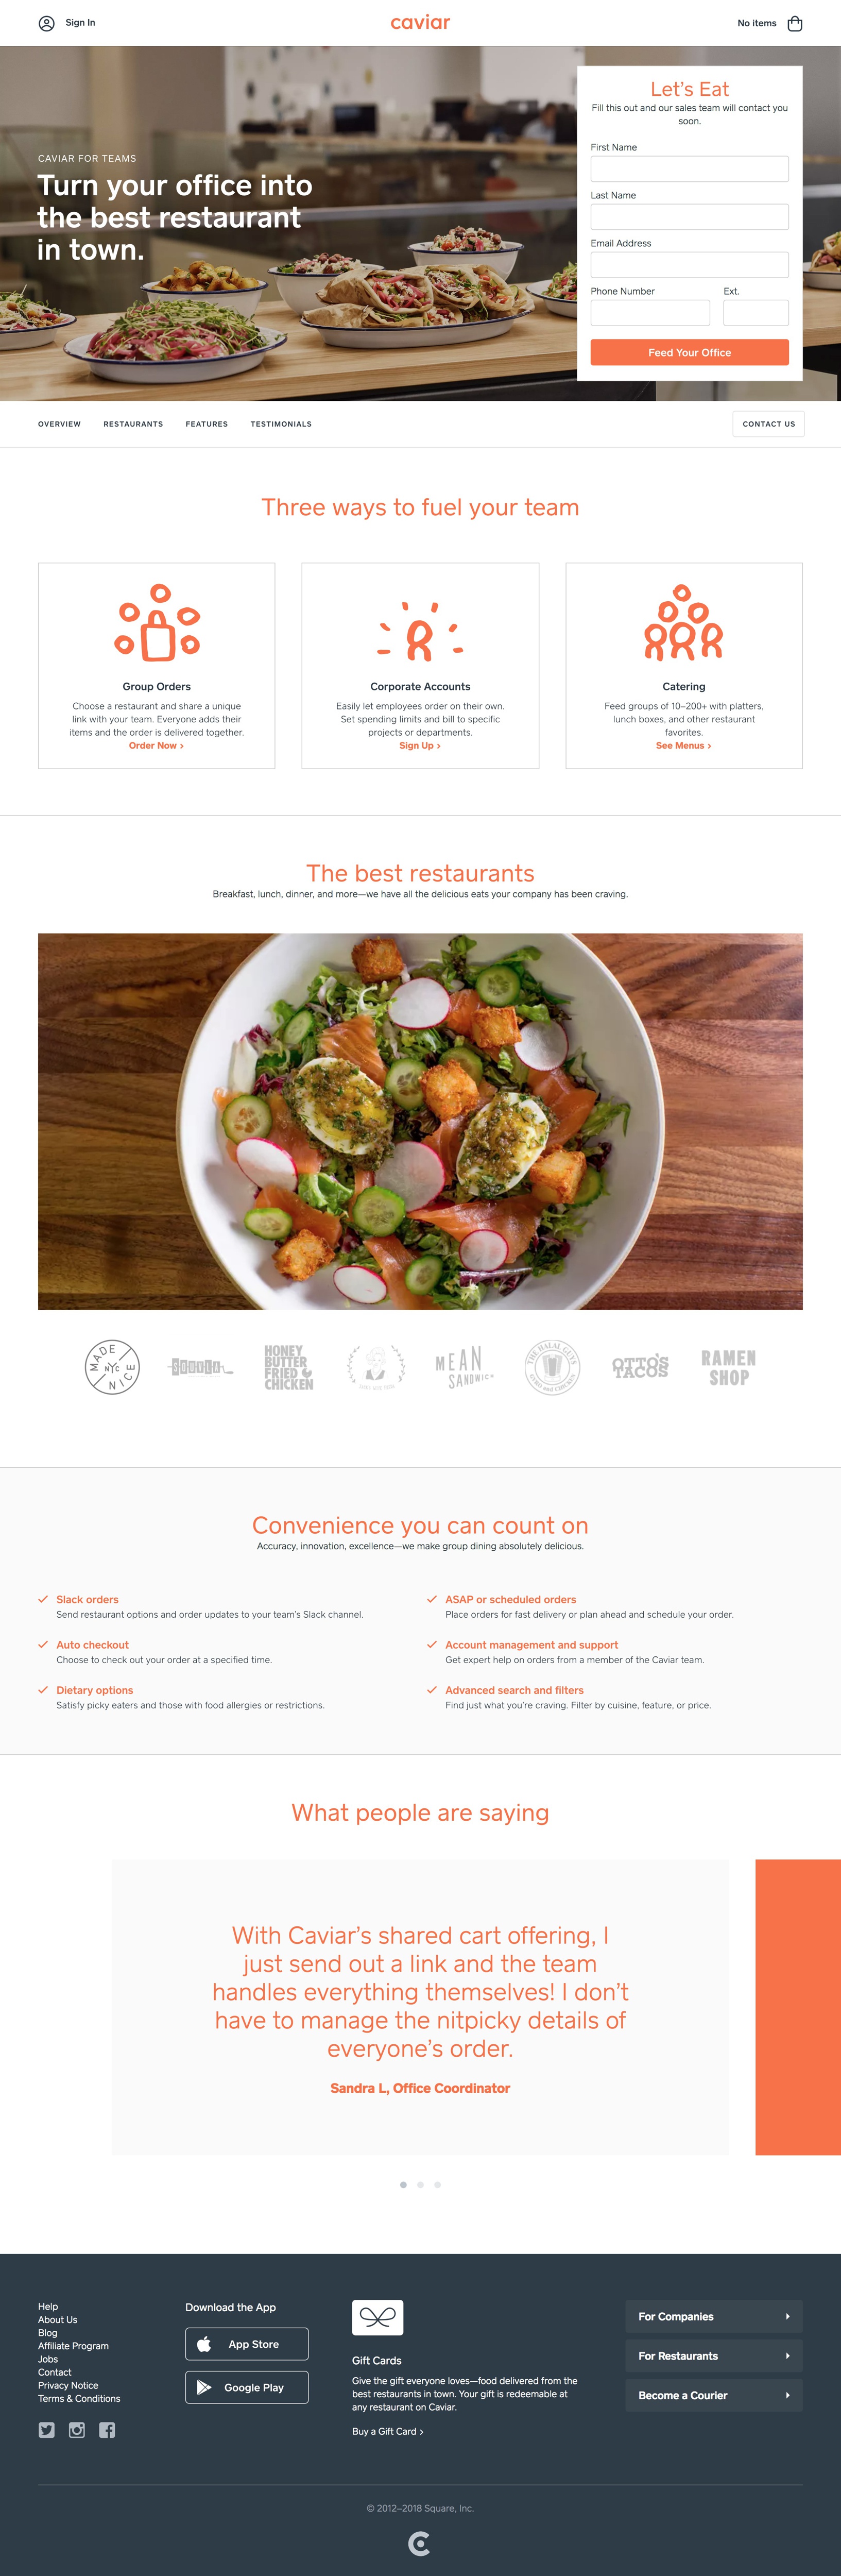 Sign In
caviar
No items
CAVIAR FOR TEAMS
Turn your office into
the best restaurant
in town.
Let’s Eat
Fill this out and our sales team will contact you
soon.
First Name
Last Name
Email Address
Phone Number
Ext.
Feed Your Office
OVERVIEW
RESTAURANTS
FEATURES
TESTIMONIALS
CONTACT US
Three ways to fuel your team
Group Orders
Choose a restaurant and share a unique
link with your team. Everyone adds their
items and the order is delivered together.
Order Now ›
Corporate Accounts
Easily let employees order on their own.
Set spending limits and bill to specific
projects or departments.
Sign Up ›
Catering
Feed groups of 10–200+ with platters,
lunch boxes, and other restaurant
favorites.
See Menus ›
The best restaurants
Breakfast, lunch, dinner, and more—we have all the delicious eats your company has been craving.
MADE
NYC
NICE
HONEY
BUTTER
FRIED
CHICKEN
MEAN
SANDWICH
THE HALAL GUYS
GYRO and CHICKEN
OTTO'S
TACOS
RAMEN
SHOP
Convenience you can count on
Accuracy, innovation, excellence—we make group dining absolutely delicious.
Slack orders
Send restaurant options and order updates to your team’s Slack channel.
ASAP or scheduled orders
Place orders for fast delivery or plan ahead and schedule your order.
Auto checkout
Choose to check out your order at a specified time.
Account management and support
Get expert help on orders from a member of the Caviar team.
Dietary options
Satisfy picky eaters and those with food allergies or restrictions.
Advanced search and filters
Find just what you’re craving. Filter by cuisine, feature, or price.
What people are saying
With Caviar’s shared cart offering, I
just send out a link and the team
handles everything themselves! I don’t
have to manage the nitpicky details of
everyone’s order.
Sandra L, Office Coordinator
Help
About Us
Blog
Affiliate Program
Jobs
Contact
Privacy Notice
Terms & Conditions
Download the App
App Store
Google Play
Gift Cards
Give the gift everyone loves—food delivered from the
best restaurants in town. Your gift is redeemable at
any restaurant on Caviar.
Buy a Gift Card ›
For Companies
For Restaurants
Become a Courier
© 2012–2018 Square, Inc.